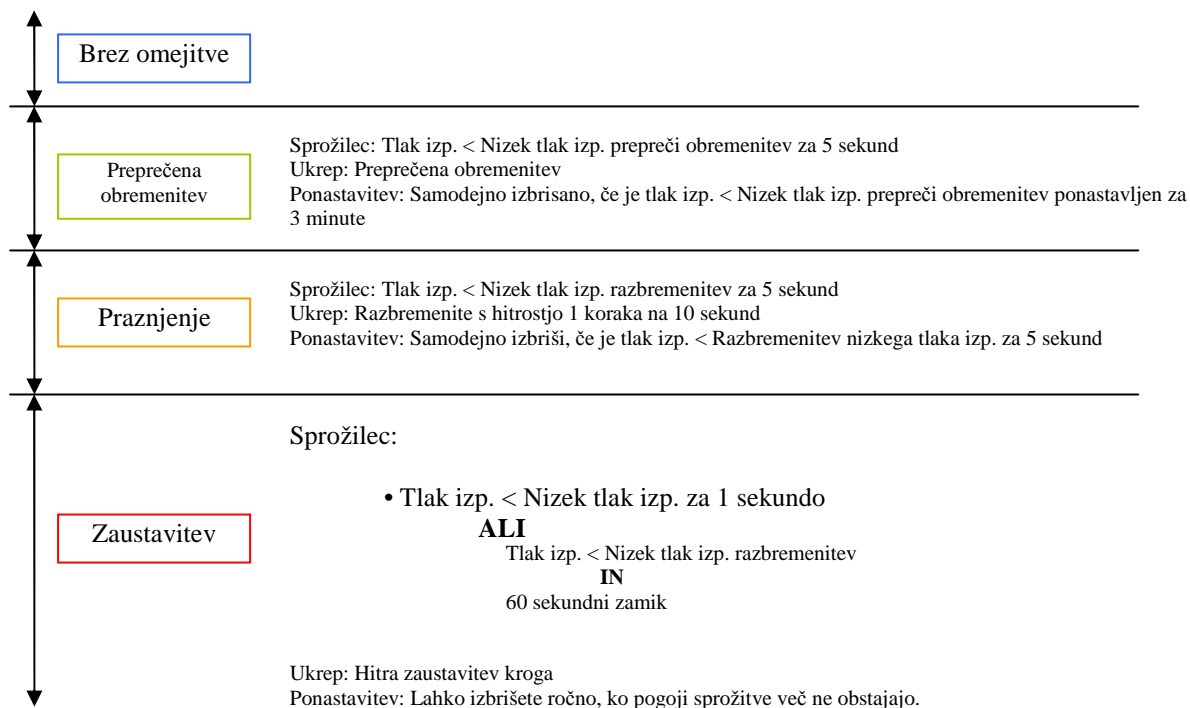 Brez omejitve
Preprečena
obremenitev
Sprožilec: Tlak izp. < Nizek tlak izp. prepreči obremenitev za 5 sekund
Ukrep: Preprečena obremenitev
Ponastavitev: Samodejno izbrisano, če je tlak izp. < Nizek tlak izp. prepreči obremenitev ponastavljen za
3 minute
Praznjenje
Sprožilec: Tlak izp. < Nizek tlak izp. razbremenitev za 5 sekund
Ukrep: Razbremenite s hitrostjo 1 koraka na 10 sekund
Ponastavitev: Samodejno izbriši, če je tlak izp. < Razbremenitev nizkega tlaka izp. za 5 sekund
Zaustavitev
Sprožilec:
• Tlak izp. < Nizek tlak izp. za 1 sekundo
ALI
Tlak izp. < Nizek tlak izp. razbremenitev
IN
60 sekundni zamik
Ukrep: Hitra zaustavitev kroga
Ponastavitev: Lahko izbrišete ročno, ko pogoji sprožitve več ne obstajajo.